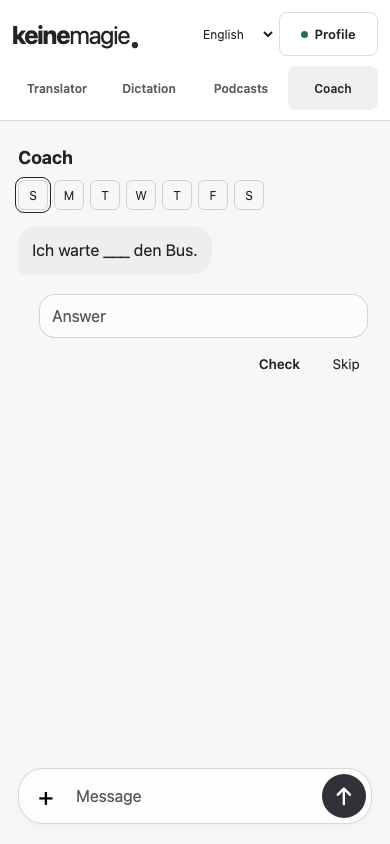 keinemagie.
English
Profile
Translator
Dictation
Podcasts
Coach
Coach
S
M
T
W
T
F
S
Ich warte ___ den Bus.
Answer
Check
Skip
+
Message